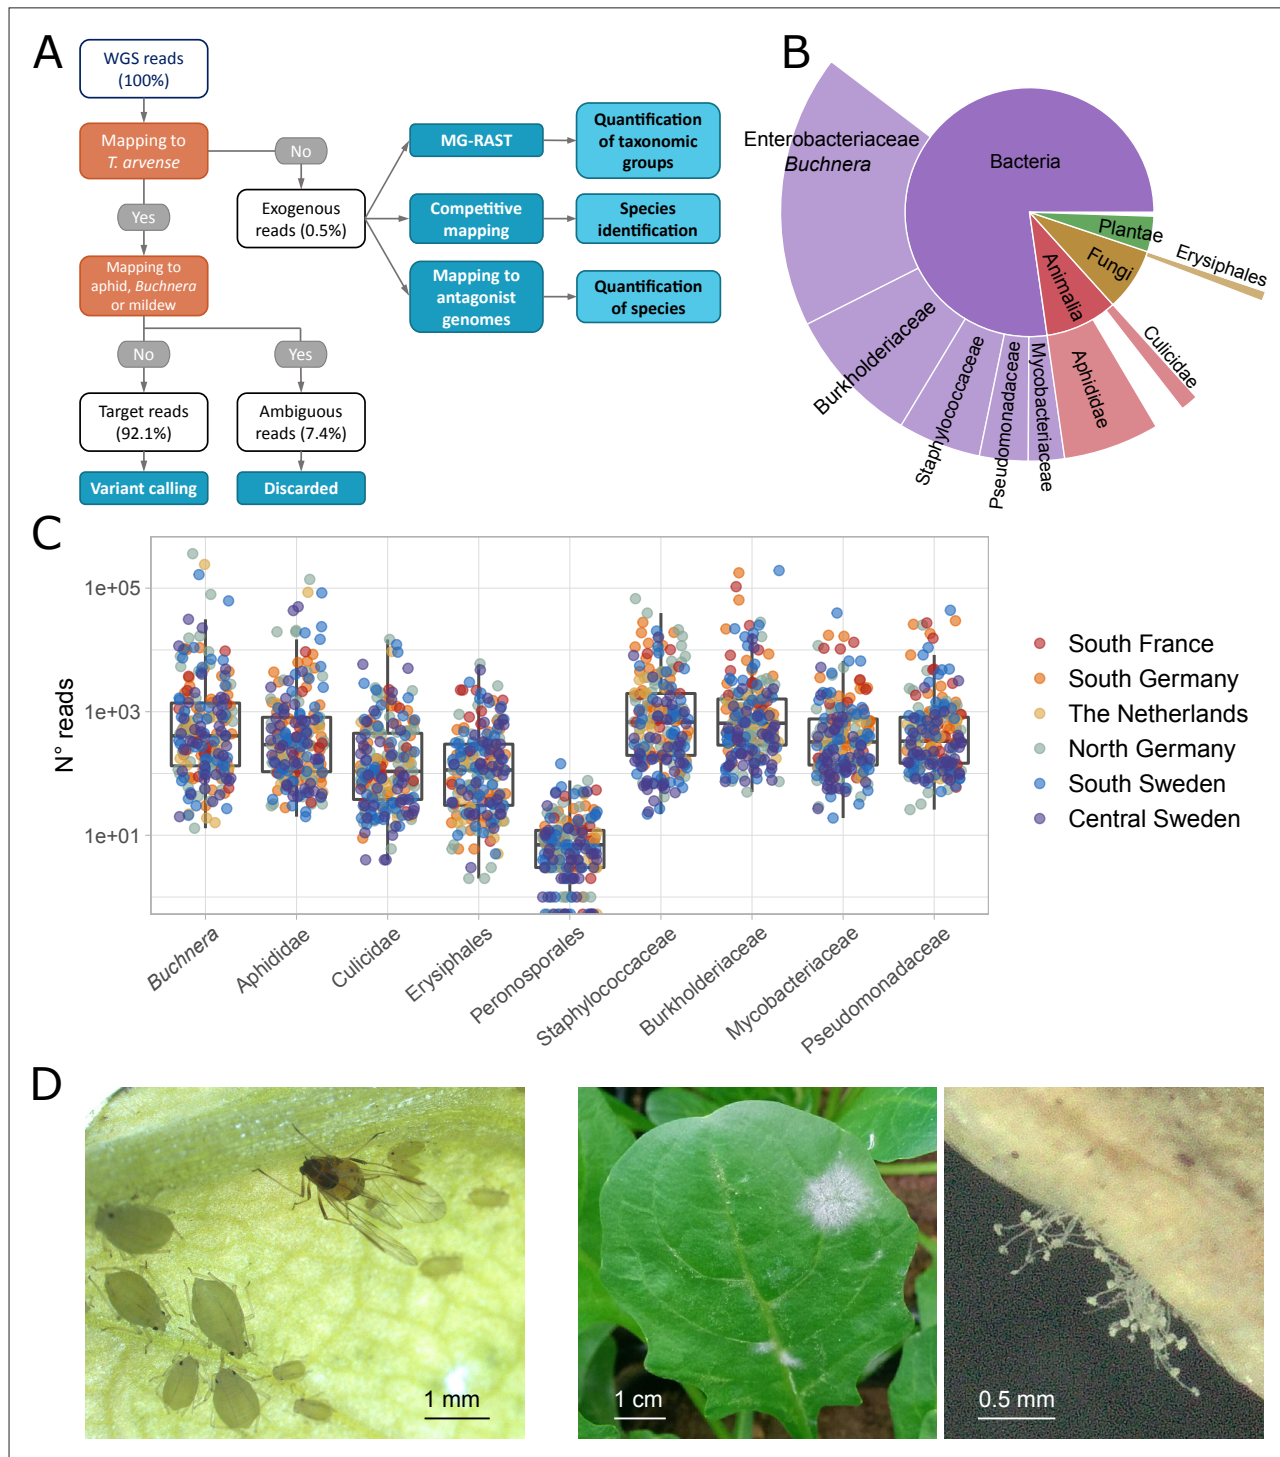 A
WGS reads
(100%)
Mapping to
T. arvense
No
Yes
Exogenous
reads (0.5%)
Mapping to
aphid, Buchnera
or mildew
No
Yes
Target reads
(92.1%)
Ambiguous
reads (7.4%)
Variant calling
Discarded
MG-RAST
Quantification
of taxonomic
groups
Competitive
mapping
Species
identification
Mapping to
antagonist
genomes
Quantification
of species
B
Enterobacteriaceae
Buchnera
Bacteria
Plantae
Fungi
Erysiphales
Animalia
Culicidae
Aphididae
Mycobacteriaceae
Pseudomonadaceae
Staphylococcaceae
Burkholderiaceae
C
N° reads
1e+05
1e+03
1e+01
Buchnera
Aphididae
Culicidae
Erysiphales
Peronosporales
Staphylococcaceae
Burkholderiaceae
Mycobacteriaceae
Pseudomonadaceae
South France
South Germany
The Netherlands
North Germany
South Sweden
Central Sweden
D
1 mm
1 cm
0.5 mm